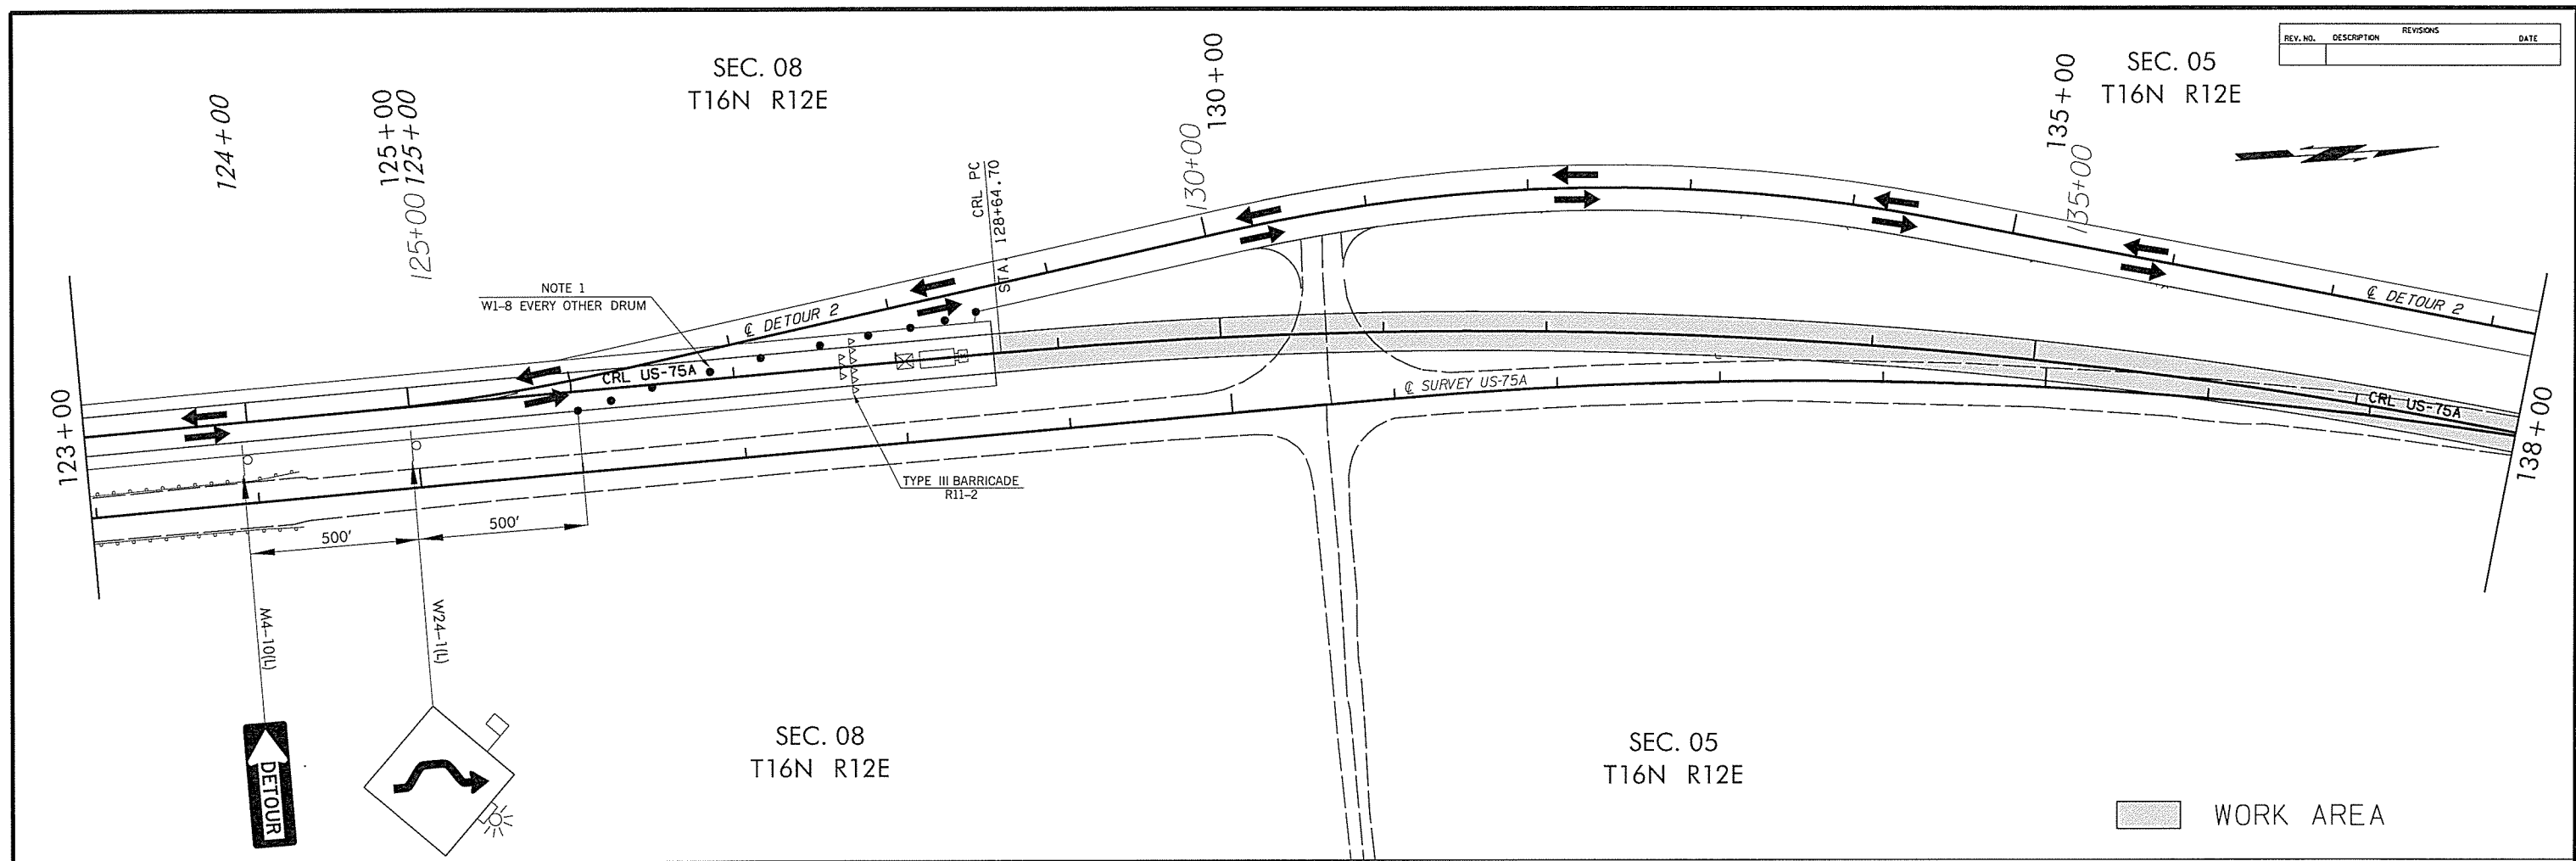 REVISIONS
REV. NO. DESCRIPTION DATE
SEC. 08
T16N R12E
SEC. 05
T16N R12E
124+00
125+00
125+00
125+00
130+00
130+00
135+00
135+00
CRL PC
STA. 128+64.70
NOTE 1
W1-8 EVERY OTHER DRUM
℄ DETOUR 2
℄ DETOUR 2
CRL US-75A
℄ SURVEY US-75A
CRL US-75A
123+00
138+00
TYPE III BARRICADE
R11-2
500'
500'
M4-10(L)
W24-1(L)
DETOUR
SEC. 08
T16N R12E
SEC. 05
T16N R12E
WORK AREA